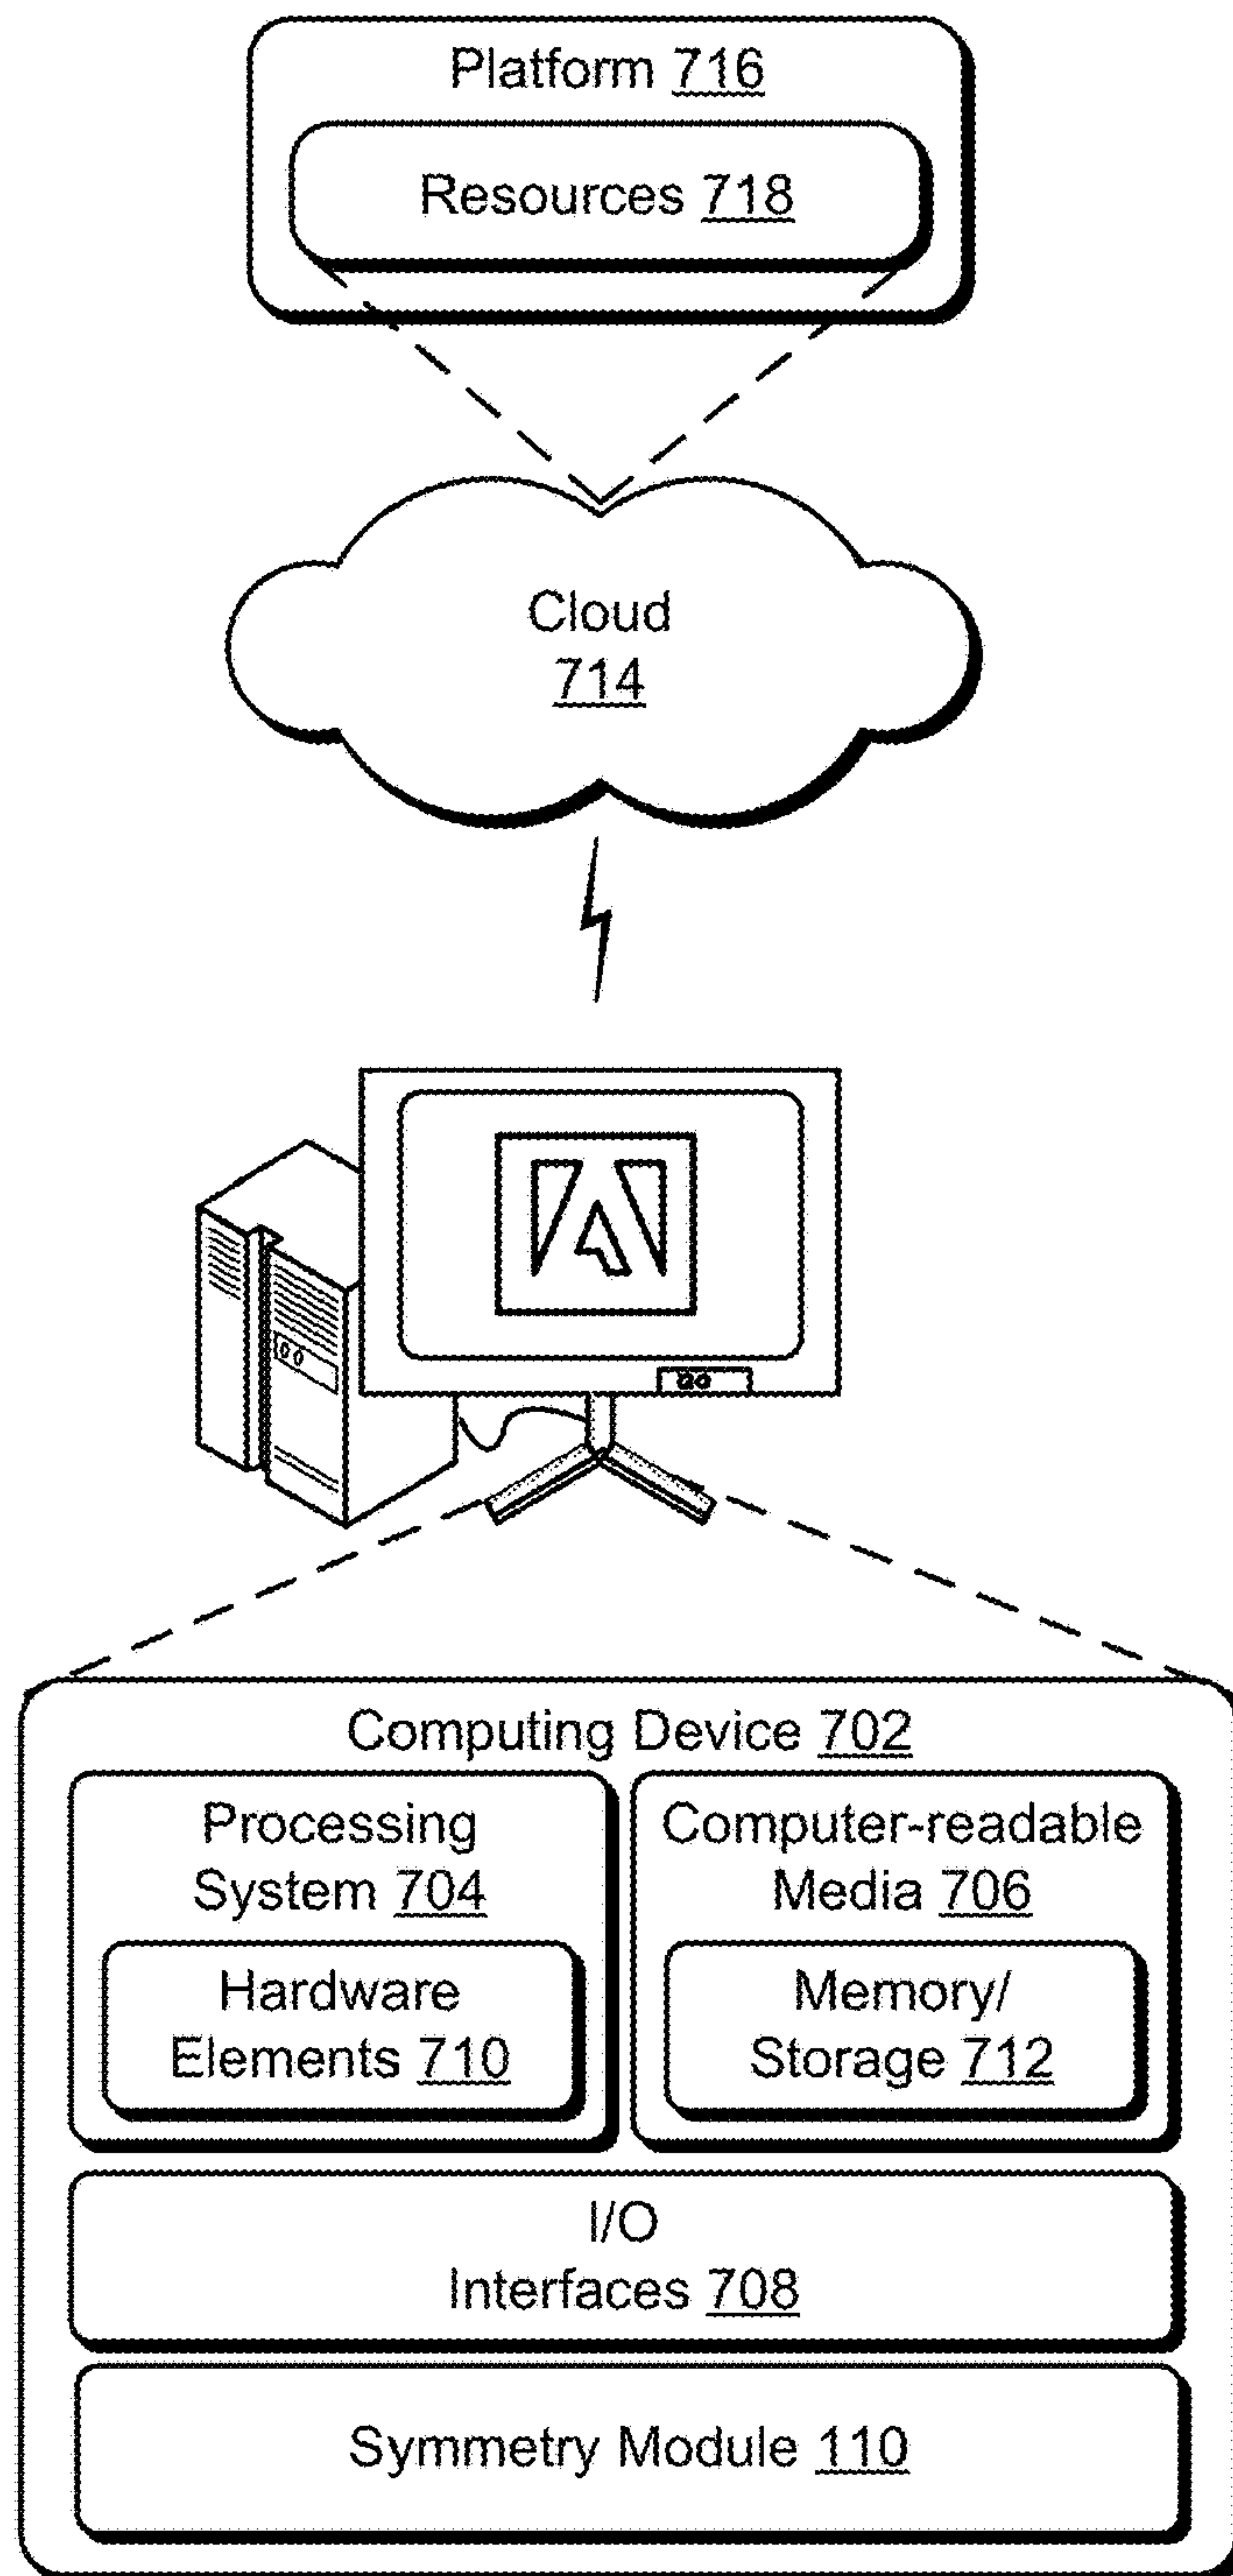 Platform 716
Resources 718
Cloud
714
Computing Device 702
Processing
System 704
Hardware
Elements 710
Computer-readable
Media 706
Memory/
Storage 712
I/O
Interfaces 708
Symmetry Module 110